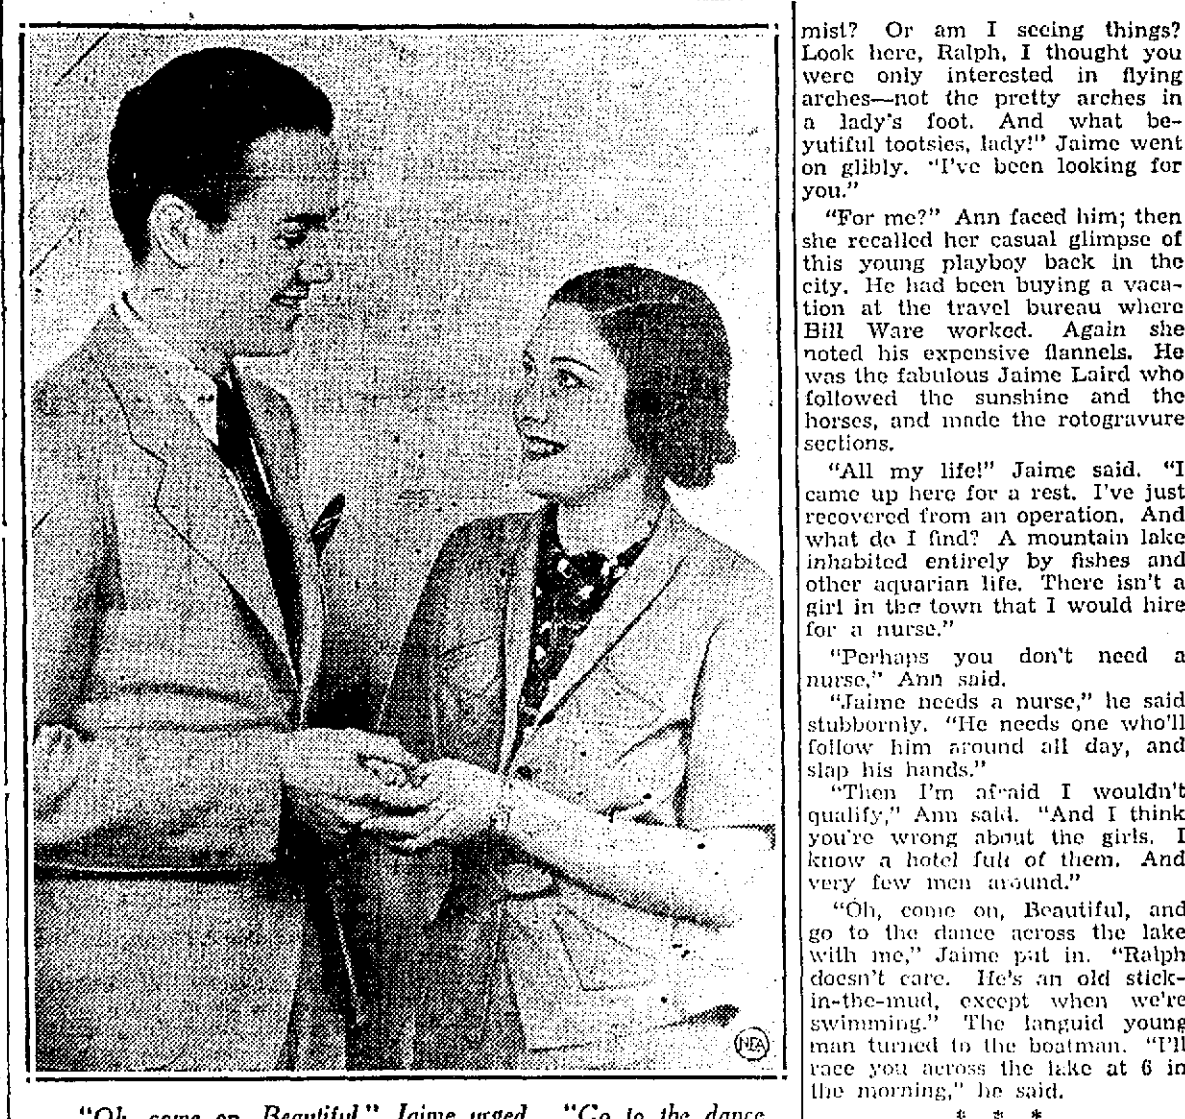 NEA
"Oh, come on, Beautiful," Jaime urged. "Go to the dance
mist? Or am I seeing things?
Look here, Ralph, I thought you
were only interested in flying
arches—not the pretty arches in
a lady's foot. And what be-
yutiful tootsies, lady!" Jaime went
on glibly. "I've been looking for
you."
"For me?" Ann faced him; then
she recalled her casual glimpse of
this young playboy back in the
city. He had been buying a vaca-
tion at the travel bureau where
Bill Ware worked. Again she
noted his expensive flannels. He
was the fabulous Jaime Laird who
followed the sunshine and the
horses, and made the rotogravure
sections.
"All my life!" Jaime said. "I
came up here for a rest. I've just
recovered from an operation. And
what do I find? A mountain lake
inhabited entirely by fishes and
other aquarian life. There isn't a
girl in the town that I would hire
for a nurse."
"Perhaps you don't need a
nurse," Ann said.
"Jaime needs a nurse," he said
stubbornly. "He needs one who'll
follow him around all day, and
slap his hands."
"Then I'm afraid I wouldn't
qualify," Ann said. "And I think
you're wrong about the girls. I
know a hotel full of them. And
very few men around."
"Oh, come on, Beautiful, and
go to the dance across the lake
with me," Jaime put in. "Ralph
doesn't care. He's an old stick-
in-the-mud, except when we're
swimming." The languid young
man turned to the boatman. "I'll
race you across the lake at 6 in
the morning," he said.
* * *